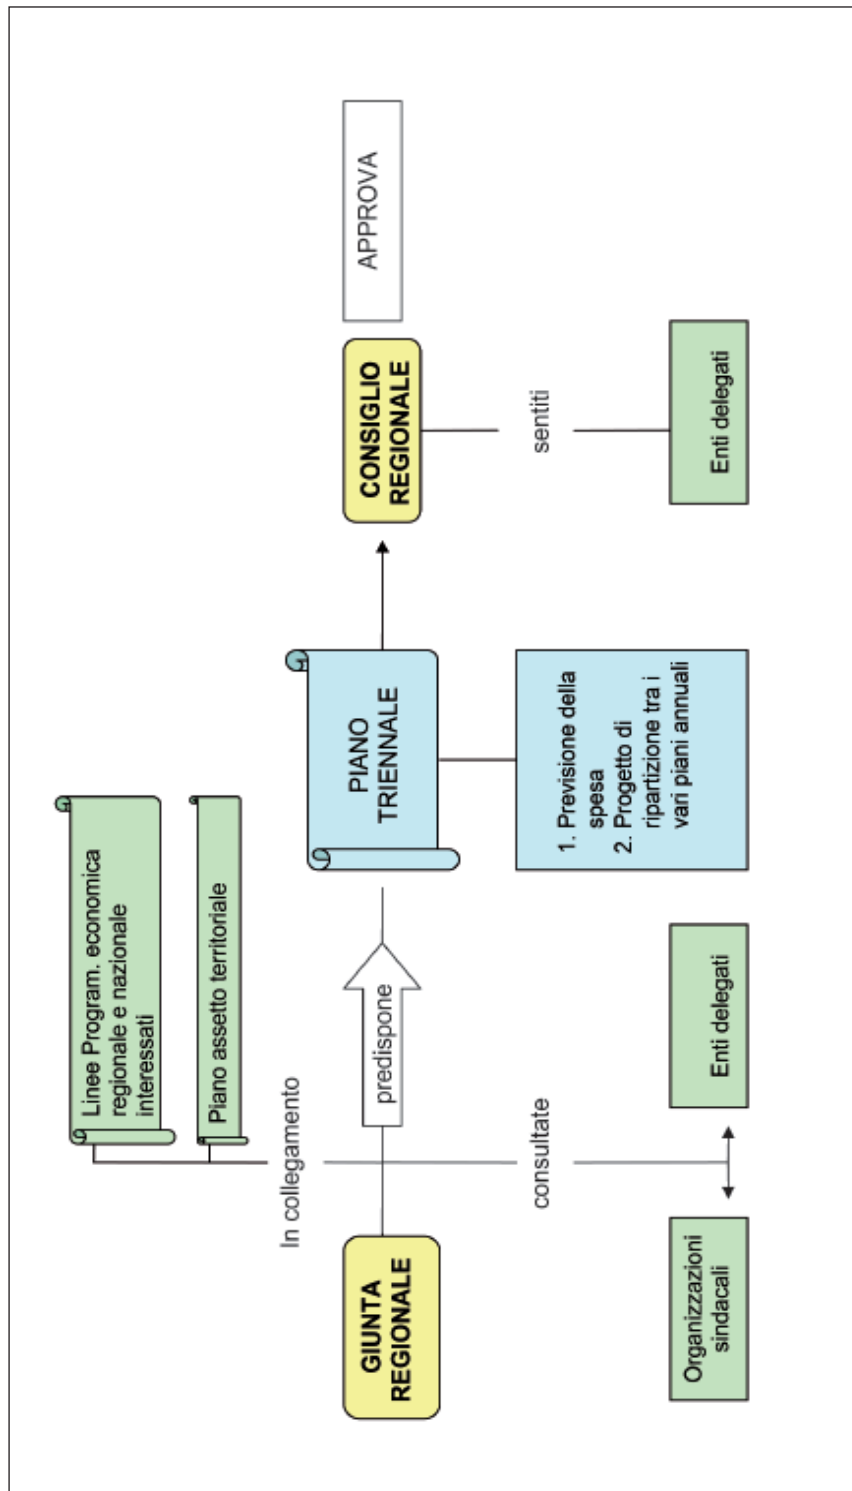 Linee Program. economica
regionale e nazionale
interessati
Piano assetto territoriale
In collegamento
GIUNTA
REGIONALE
predispone
PIANO
TRIENNALE
CONSIGLIO
REGIONALE
APPROVA
consultate
sentiti
1. Previsione della
spesa
2. Progetto di
ripartizione tra i
vari piani annuali
Organizzazioni
sindacali
Enti delegati
Enti delegati